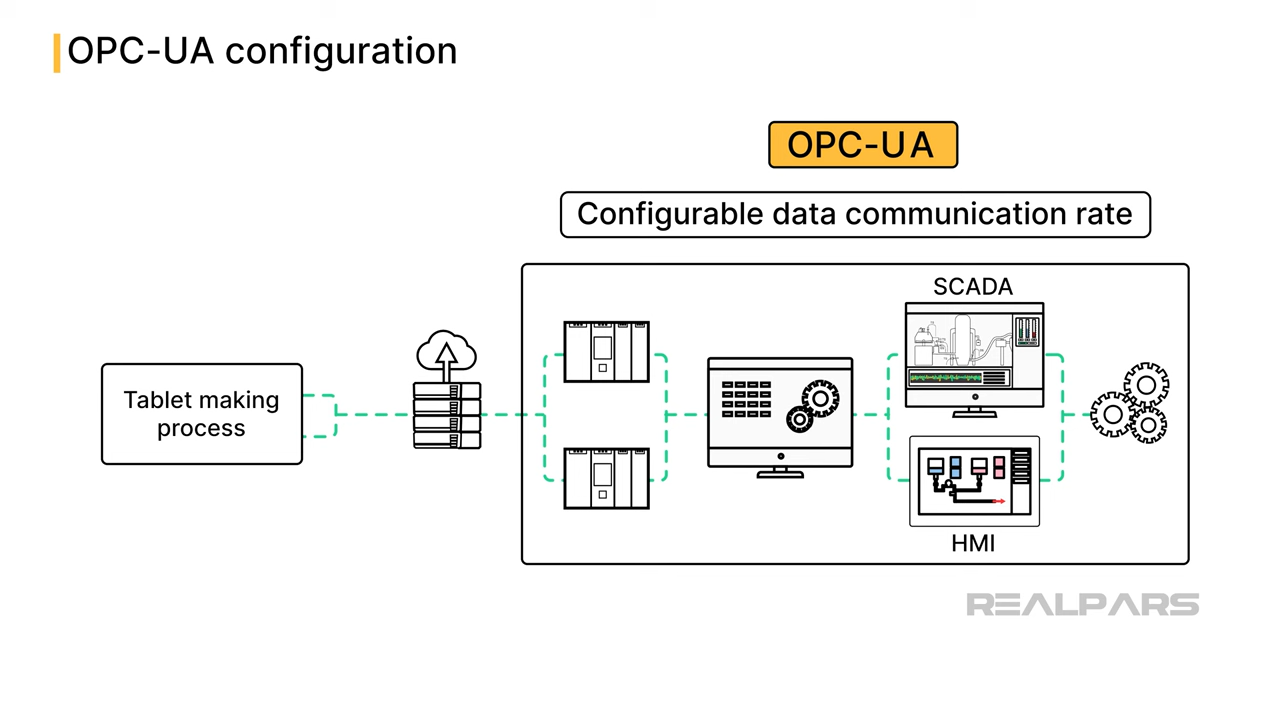 OPC-UA configuration
OPC-UA
Configurable data communication rate
SCADA
Tablet making
process
HMI
REALPARS